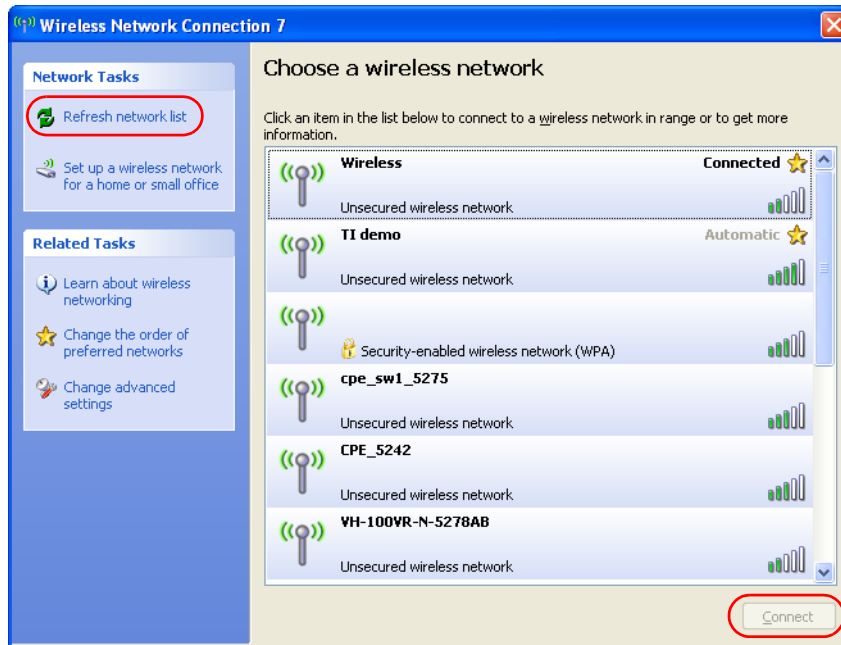 Wireless Network Connection 7
Network Tasks
Refresh network list
Set up a wireless network
for a home or small office
Related Tasks
Learn about wireless
networking
Change the order of
preferred networks
Change advanced
settings
Choose a wireless network
Click an item in the list below to connect to a wireless network in range or to get more
information.
Wireless
Connected
Unsecured wireless network
TI demo
Automatic
Unsecured wireless network
Security-enabled wireless network (WPA)
cpe_sw1_5275
Unsecured wireless network
CPE_5242
Unsecured wireless network
VH-100VR-N-5278AB
Unsecured wireless network
Connect